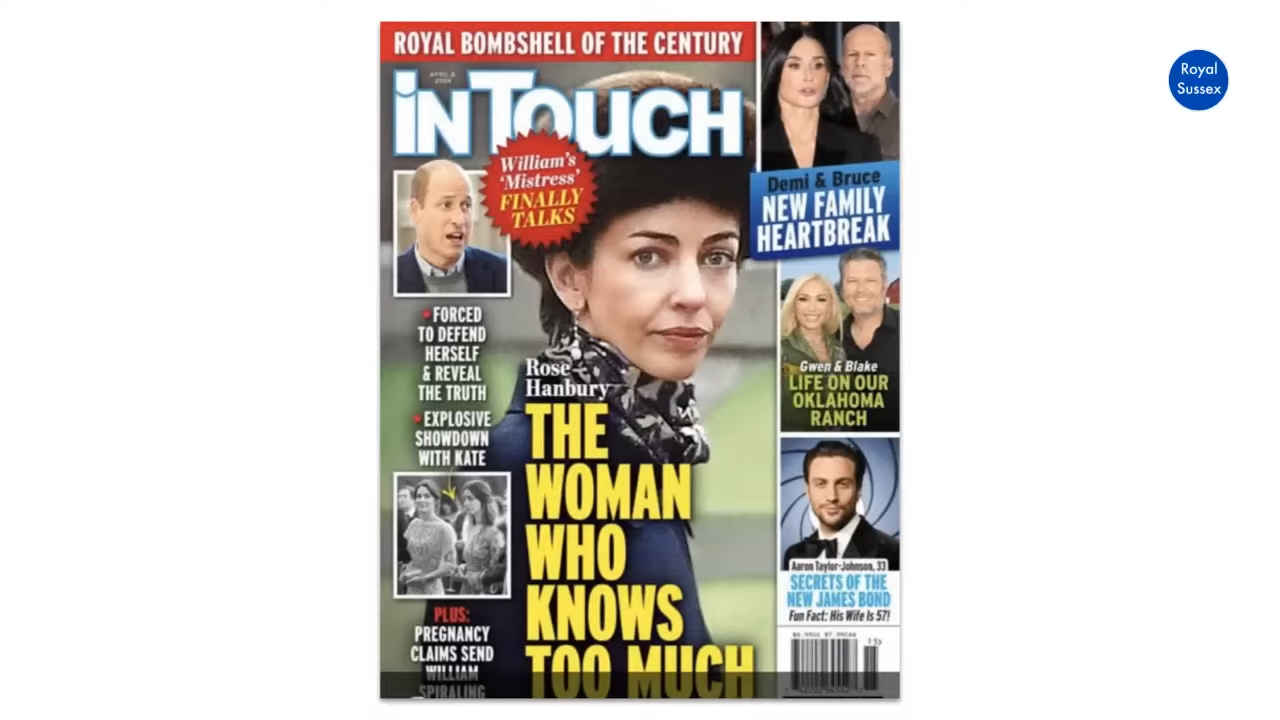 ROYAL BOMBSHELL OF THE CENTURY
inTouch
William's
'Mistress'
FINALLY
TALKS
• FORCED
TO DEFEND
HERSELF
& REVEAL
THE TRUTH
• EXPLOSIVE
SHOWDOWN
WITH KATE
PLUS:
PREGNANCY
CLAIMS SEND
WILLIAM
SPIRALING
Rose
Hanbury
THE
WOMAN
WHO
KNOWS
TOO MUCH
Demi & Bruce
NEW FAMILY
HEARTBREAK
Gwen & Blake
LIFE ON OUR
OKLAHOMA
RANCH
Aaron Taylor-Johnson, 33
SECRETS OF THE
NEW JAMES BOND
Fun Fact: His Wife Is 57!
Royal
Sussex